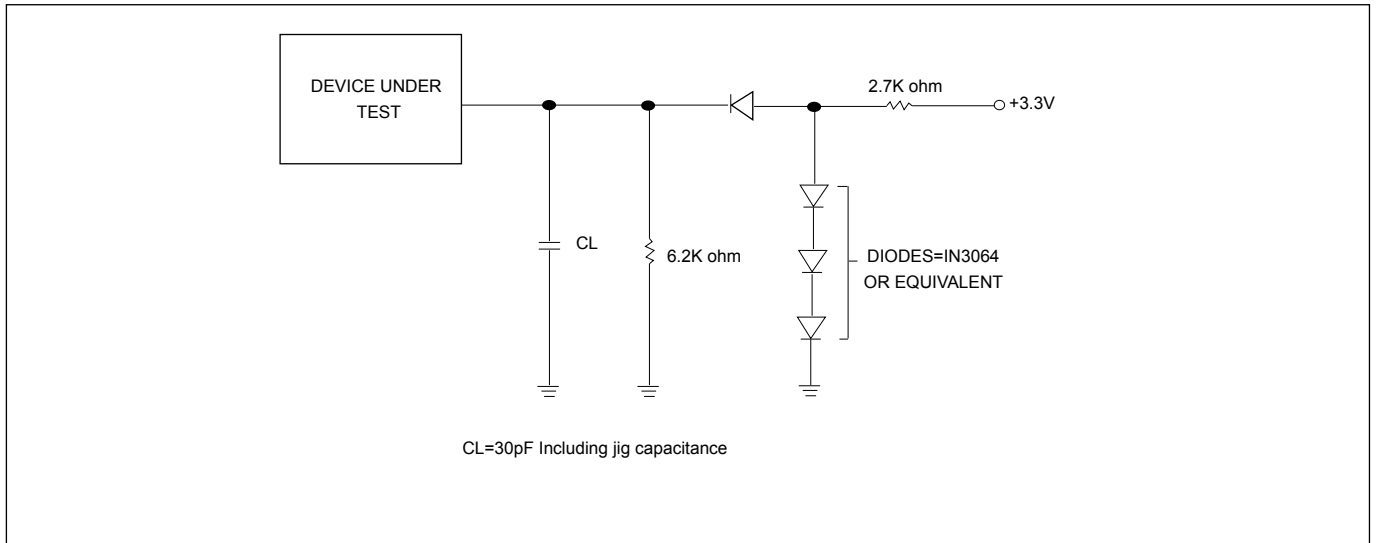 DEVICE UNDER
TEST
2.7K ohm
+3.3V
CL
6.2K ohm
DIODES=IN3064
OR EQUIVALENT
CL=30pF Including jig capacitance